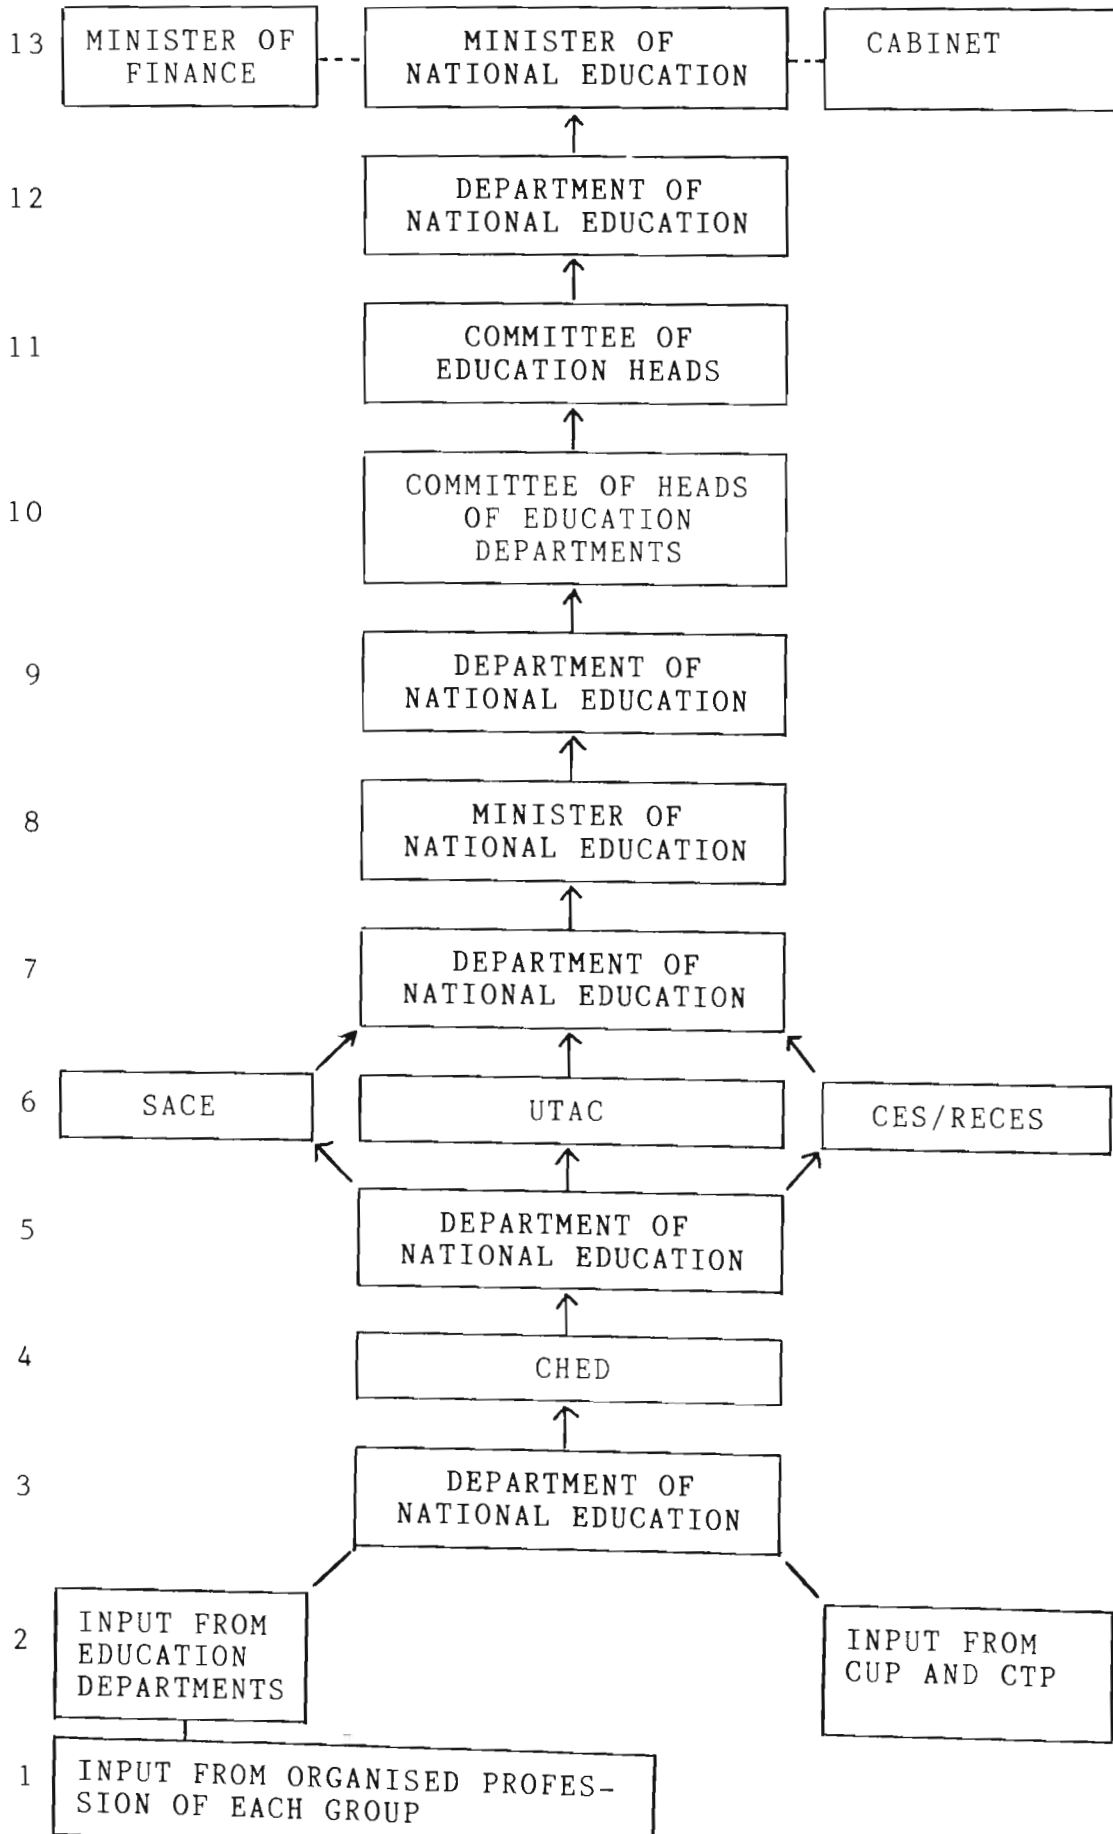 13
MINISTER OF
FINANCE
MINISTER OF
NATIONAL EDUCATION
CABINET
12
DEPARTMENT OF
NATIONAL EDUCATION
11
COMMITTEE OF
EDUCATION HEADS
10
COMMITTEE OF HEADS
OF EDUCATION
DEPARTMENTS
9
DEPARTMENT OF
NATIONAL EDUCATION
8
MINISTER OF
NATIONAL EDUCATION
7
DEPARTMENT OF
NATIONAL EDUCATION
6
SACE
UTAC
CES/RECES
5
DEPARTMENT OF
NATIONAL EDUCATION
4
CHED
3
DEPARTMENT OF
NATIONAL EDUCATION
2
INPUT FROM
EDUCATION
DEPARTMENTS
INPUT FROM
CUP AND CTP
1
INPUT FROM ORGANISED PROFES-
SION OF EACH GROUP